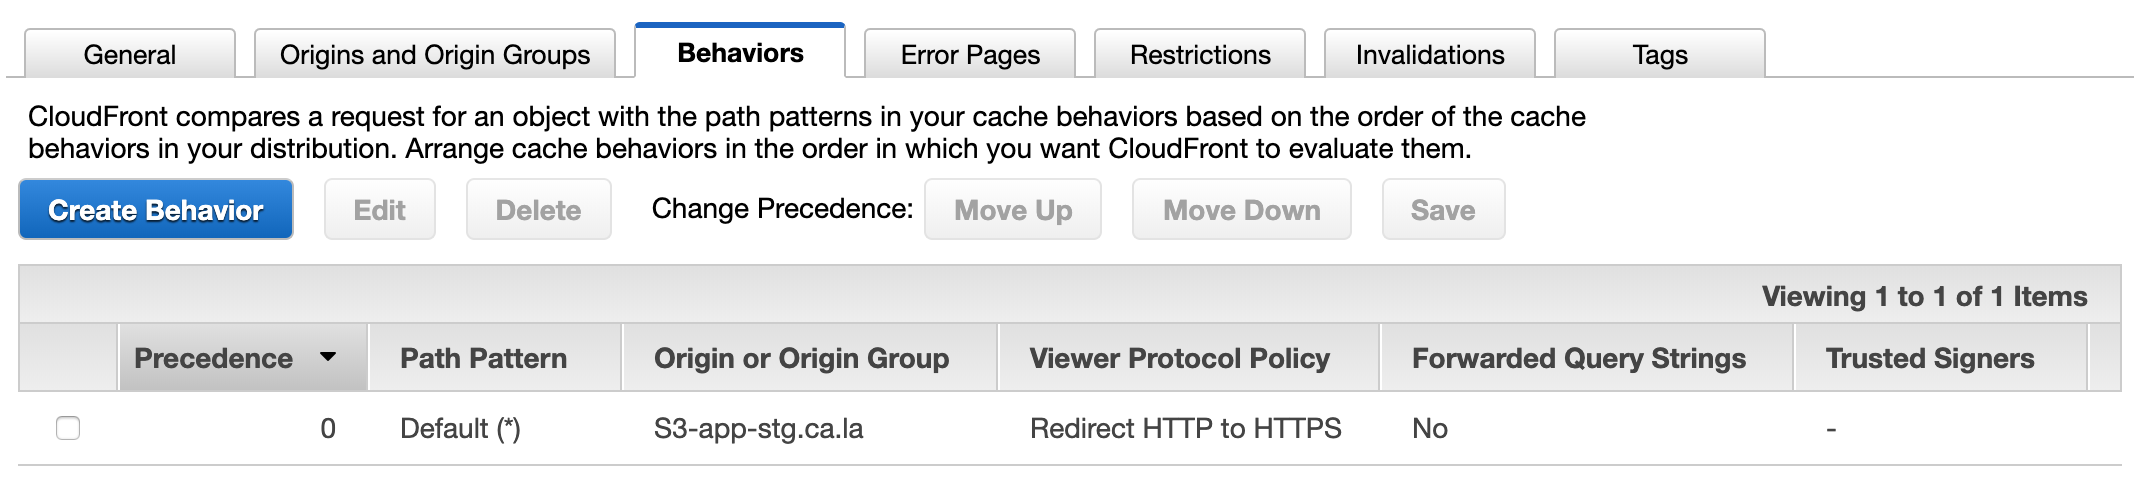 General Origins and Origin Groups Behaviors Error Pages Restrictions Invalidations Tags
CloudFront compares a request for an object with the path patterns in your cache behaviors based on the order of the cache
behaviors in your distribution. Arrange cache behaviors in the order in which you want CloudFront to evaluate them.
Create Behavior Edit Delete Change Precedence: Move Up Move Down Save
Viewing 1 to 1 of 1 Items
Precedence Path Pattern Origin or Origin Group Viewer Protocol Policy Forwarded Query Strings Trusted Signers
0 Default (*) S3-app-stg.ca.la Redirect HTTP to HTTPS No -